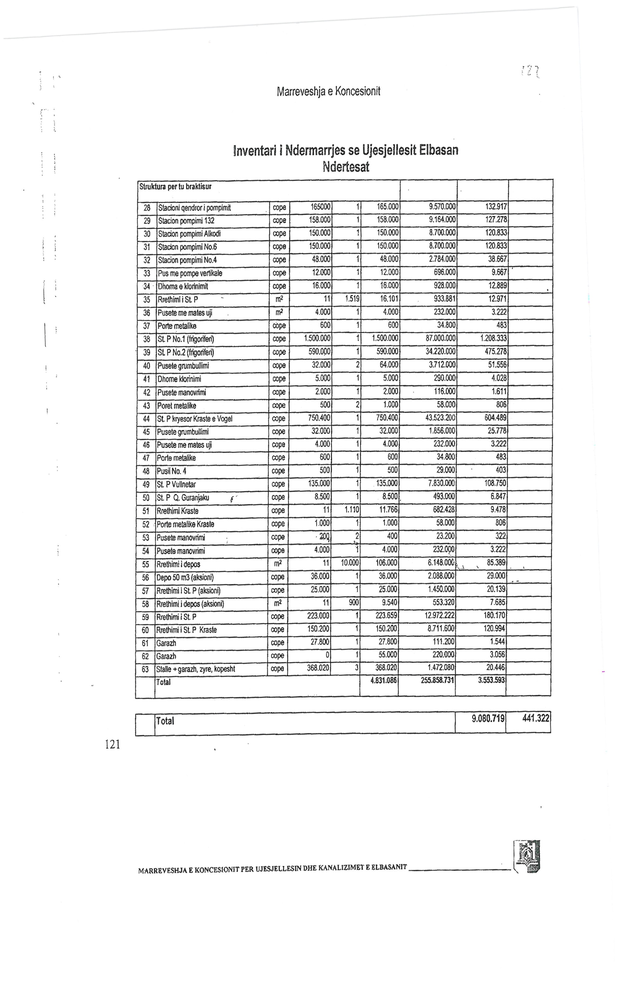 122
Marreveshja e Koncesionit
Inventari i Ndermarrjes se Ujesjellesit Elbasan
Ndertesat
Struktura per tu braktisur
28 Stacioni qendror i pompimit cope 165000 1 165.000 9.570.000 132.917
29 Stacion pompimi 132 cope 158.000 1 158.000 9.164.000 127.278
30 Stacion pompimi Alkodi cope 150.000 1 150.000 8.700.000 120.833
31 Stacion pompimi No.6 cope 150.000 1 150.000 8.700.000 120.833
32 Stacion pompimi No.4 cope 48.000 1 48.000 2.784.000 38.667
33 Pus me pompe vertikale cope 12.000 1 12.000 696.000 9.667
34 Dhoma e klorinimit cope 16.000 1 16.000 928.000 12.889
35 Rrethimi i St. P m² 11 1.519 16.101 933.881 12.971
36 Pusete me mates uji m² 4.000 1 4.000 232.000 3.222
37 Porte metalike cope 600 1 600 34.800 483
38 St. P No.1 (frigoriferi) cope 1.500.000 1 1.500.000 87.000.000 1.208.333
39 St. P No.2 (frigoriferi) cope 590.000 1 590.000 34.220.000 475.278
40 Pusete grumbullimi cope 32.000 2 64.000 3.712.000 51.556
41 Dhome klorinimi cope 5.000 1 5.000 290.000 4.028
42 Pusete manovrimi cope 2.000 1 2.000 116.000 1.611
43 Poret metalike cope 500 2 1.000 58.000 806
44 St. P kryesor Kraste e Vogel cope 750.400 1 750.400 43.523.200 604.489
45 Pusete grumbullimi cope 32.000 1 32.000 1.856.000 25.778
46 Pusete me mates uji cope 4.000 1 4.000 232.000 3.222
47 Porte metalike cope 600 1 600 34.800 483
48 Pusil No. 4 cope 500 1 500 29.000 403
49 St. P Vullnetar cope 135.000 1 135.000 7.830.000 108.750
50 St. P Q. Guranjaku cope 8.500 1 8.500 493.000 6.847
51 Rrethimi Kraste cope 11 1.110 11.766 682.428 9.478
52 Porte metalike Kraste cope 1.000 1 1.000 58.000 806
53 Pusete manovrimi cope 200 2 400 23.200 322
54 Pusete manovrimi cope 4.000 1 4.000 232.000 3.222
55 Rrethimi i depos m² 11 10.000 106.000 6.148.000 85.389
56 Depo 50 m3 (aksioni) cope 36.000 1 36.000 2.088.000 29.000
57 Rrethimi i St. P (aksioni) cope 25.000 1 25.000 1.450.000 20.139
58 Rrethimi i depos (aksioni) m² 11 900 9.540 553.320 7.685
59 Rrethimi i St. P cope 223.000 1 223.659 12.972.222 180.170
60 Rrethimi i St. P Kraste cope 150.200 1 150.200 8.711.600 120.994
61 Garazh cope 27.800 1 27.800 111.200 1.544
62 Garazh cope 0 1 55.000 220.000 3.056
63 Stalle + garazh, zyre, kopesht cope 368.020 3 368.020 1.472.080 20.446
Total 4.831.086 255.858.731 3.553.593
Total 9.080.719 441.322
121
MARREVESHJA E KONCESIONIT PER UJESJELLESIN DHE KANALIZIMET E ELBASANIT